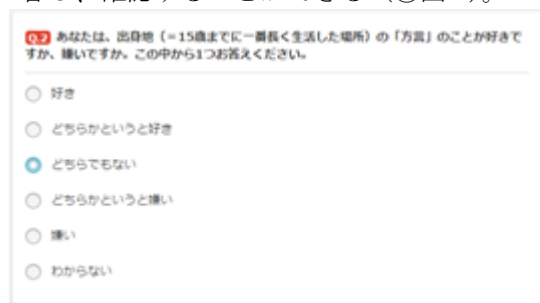 Q.2 あなたは、出身地（＝15歳までに一番長く生活した場所）の「方言」のことが好きで
すか、嫌いですか。この中から1つお答えください。
好き
どちらかというと好き
どちらでもない
どちらかというと嫌い
嫌い
わからない